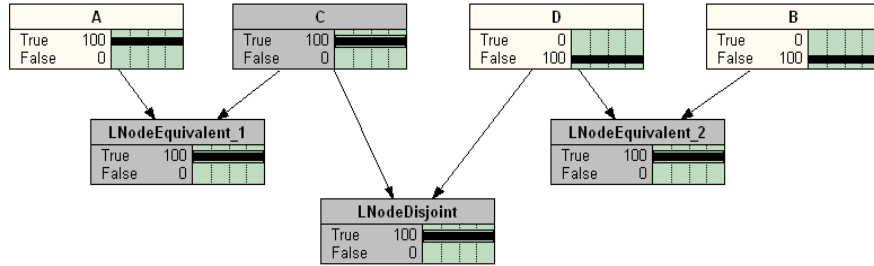 A
True 100
False 0
C
True 100
False 0
D
True 0
False 100
B
True 0
False 100
LNodeEquivalent_1
True 100
False 0
LNodeEquivalent_2
True 100
False 0
LNodeDisjoint
True 100
False 0